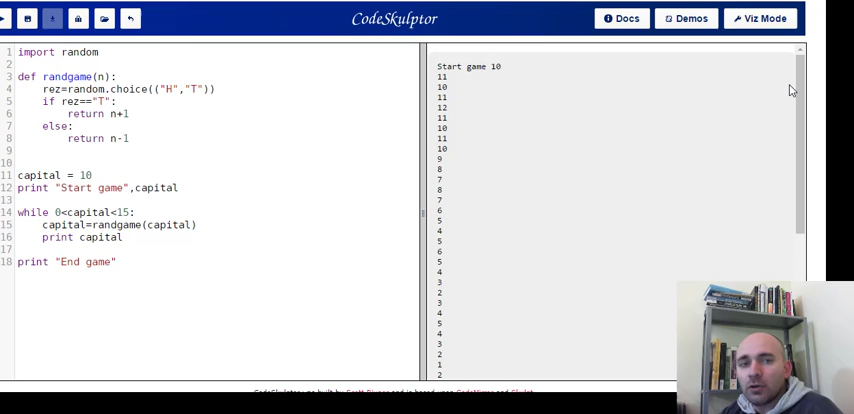 CodeSkulptor
Docs
Demos
Viz Mode
1 import random
2
3 def randgame(n):
4 rez=random.choice(("H","T"))
5 if rez=="T":
6 return n+1
7 else:
8 return n-1
9
10
11 capital = 10
12 print "Start game",capital
13
14 while 0<capital<15:
15 capital=randgame(capital)
16 print capital
17
18 print "End game"
Start game 10
11
10
11
12
11
10
11
10
9
8
7
8
7
6
5
4
5
6
5
4
3
2
3
4
5
4
3
2
1
2